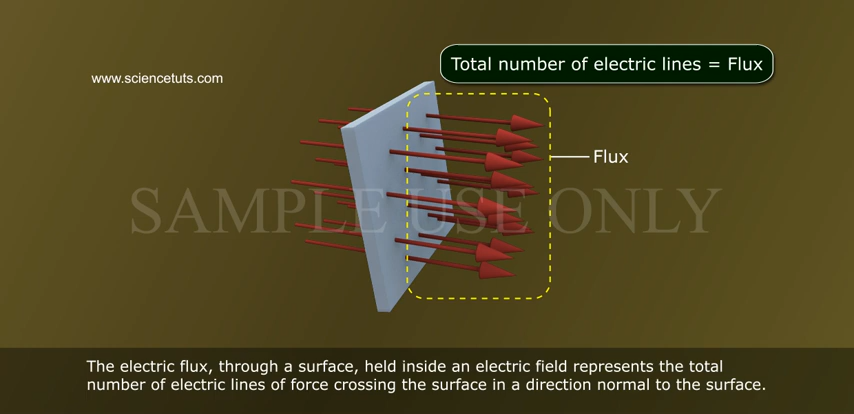 Total number of electric lines = Flux
www.sciencetuts.com
Flux
SAMPLE USE ONLY
The electric flux, through a surface, held inside an electric field represents the total
number of electric lines of force crossing the surface in a direction normal to the surface.